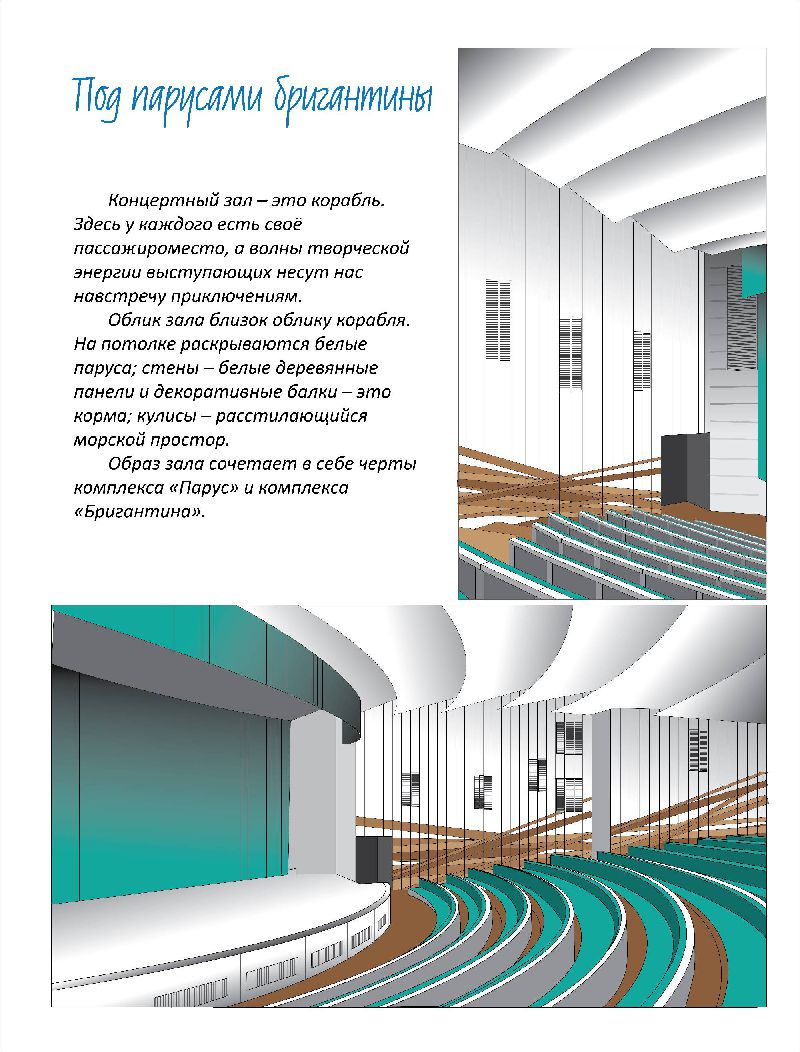 Под парусами бригантины
Концертный зал – это корабль.
Здесь у каждого есть своё
пассажироместо, а волны творческой
энергии выступающих несут нас
навстречу приключениям.
Облик зала близок облику корабля.
На потолке раскрываются белые
паруса; стены – белые деревянные
панели и декоративные балки – это
корма; кулисы – расстилающийся
морской простор.
Образ зала сочетает в себе черты
комплекса «Парус» и комплекса
«Бригантина».